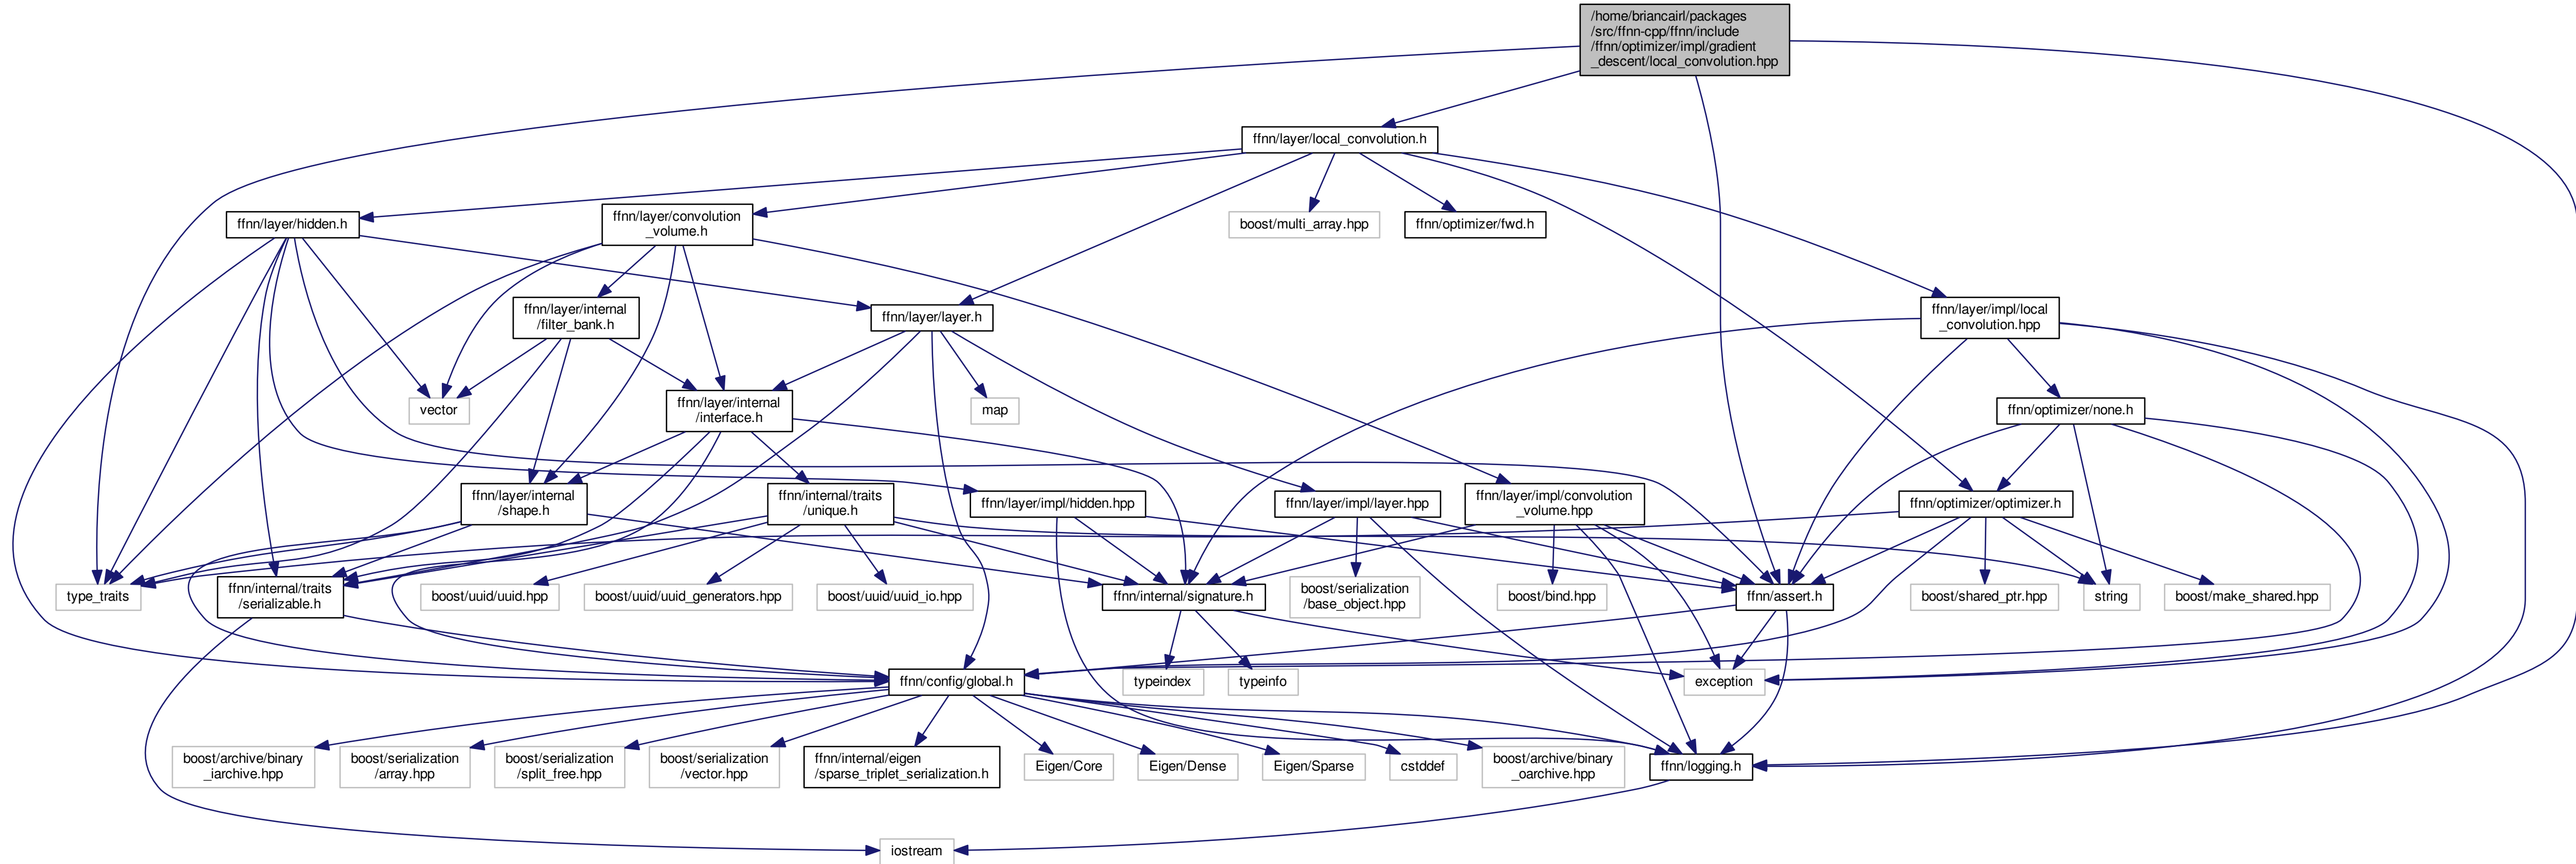 /home/briancairl/packages
/src/ffnn-cpp/ffnn/include
/ffnn/optimizer/impl/gradient
_descent/local_convolution.hpp
ffnn/layer/local_convolution.h
ffnn/layer/hidden.h
ffnn/layer/convolution
_volume.h
boost/multi_array.hpp
ffnn/optimizer/fwd.h
ffnn/layer/internal
/filter_bank.h
ffnn/layer/layer.h
ffnn/layer/impl/local
_convolution.hpp
vector
ffnn/layer/internal
/interface.h
map
ffnn/optimizer/none.h
ffnn/layer/internal
/shape.h
ffnn/internal/traits
/unique.h
ffnn/layer/impl/hidden.hpp
ffnn/layer/impl/layer.hpp
ffnn/layer/impl/convolution
_volume.hpp
ffnn/optimizer/optimizer.h
type_traits
ffnn/internal/traits
/serializable.h
boost/uuid/uuid.hpp
boost/uuid/uuid_generators.hpp
boost/uuid/uuid_io.hpp
ffnn/internal/signature.h
boost/serialization
/base_object.hpp
boost/bind.hpp
ffnn/assert.h
boost/shared_ptr.hpp
string
boost/make_shared.hpp
ffnn/config/global.h
typeindex
typeinfo
exception
boost/archive/binary
_iarchive.hpp
boost/serialization
/array.hpp
boost/serialization
/split_free.hpp
boost/serialization
/vector.hpp
ffnn/internal/eigen
/sparse_triplet_serialization.h
Eigen/Core
Eigen/Dense
Eigen/Sparse
cstddef
boost/archive/binary
_oarchive.hpp
ffnn/logging.h
iostream